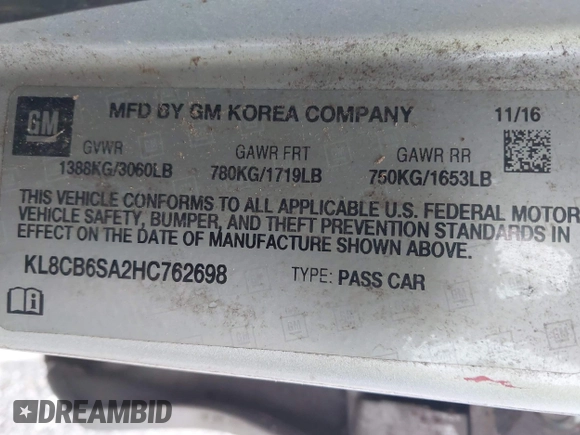 GM
MFD BY GM KOREA COMPANY 11/16
GVWR GAWR FRT GAWR RR
1388KG/3060LB 780KG/1719LB 750KG/1653LB
THIS VEHICLE CONFORMS TO ALL APPLICABLE U.S. FEDERAL MOTOR
VEHICLE SAFETY, BUMPER, AND THEFT PREVENTION STANDARDS IN
EFFECT ON THE DATE OF MANUFACTURE SHOWN ABOVE.
KL8CB6SA2HC762698 TYPE: PASS CAR
DREAMBID